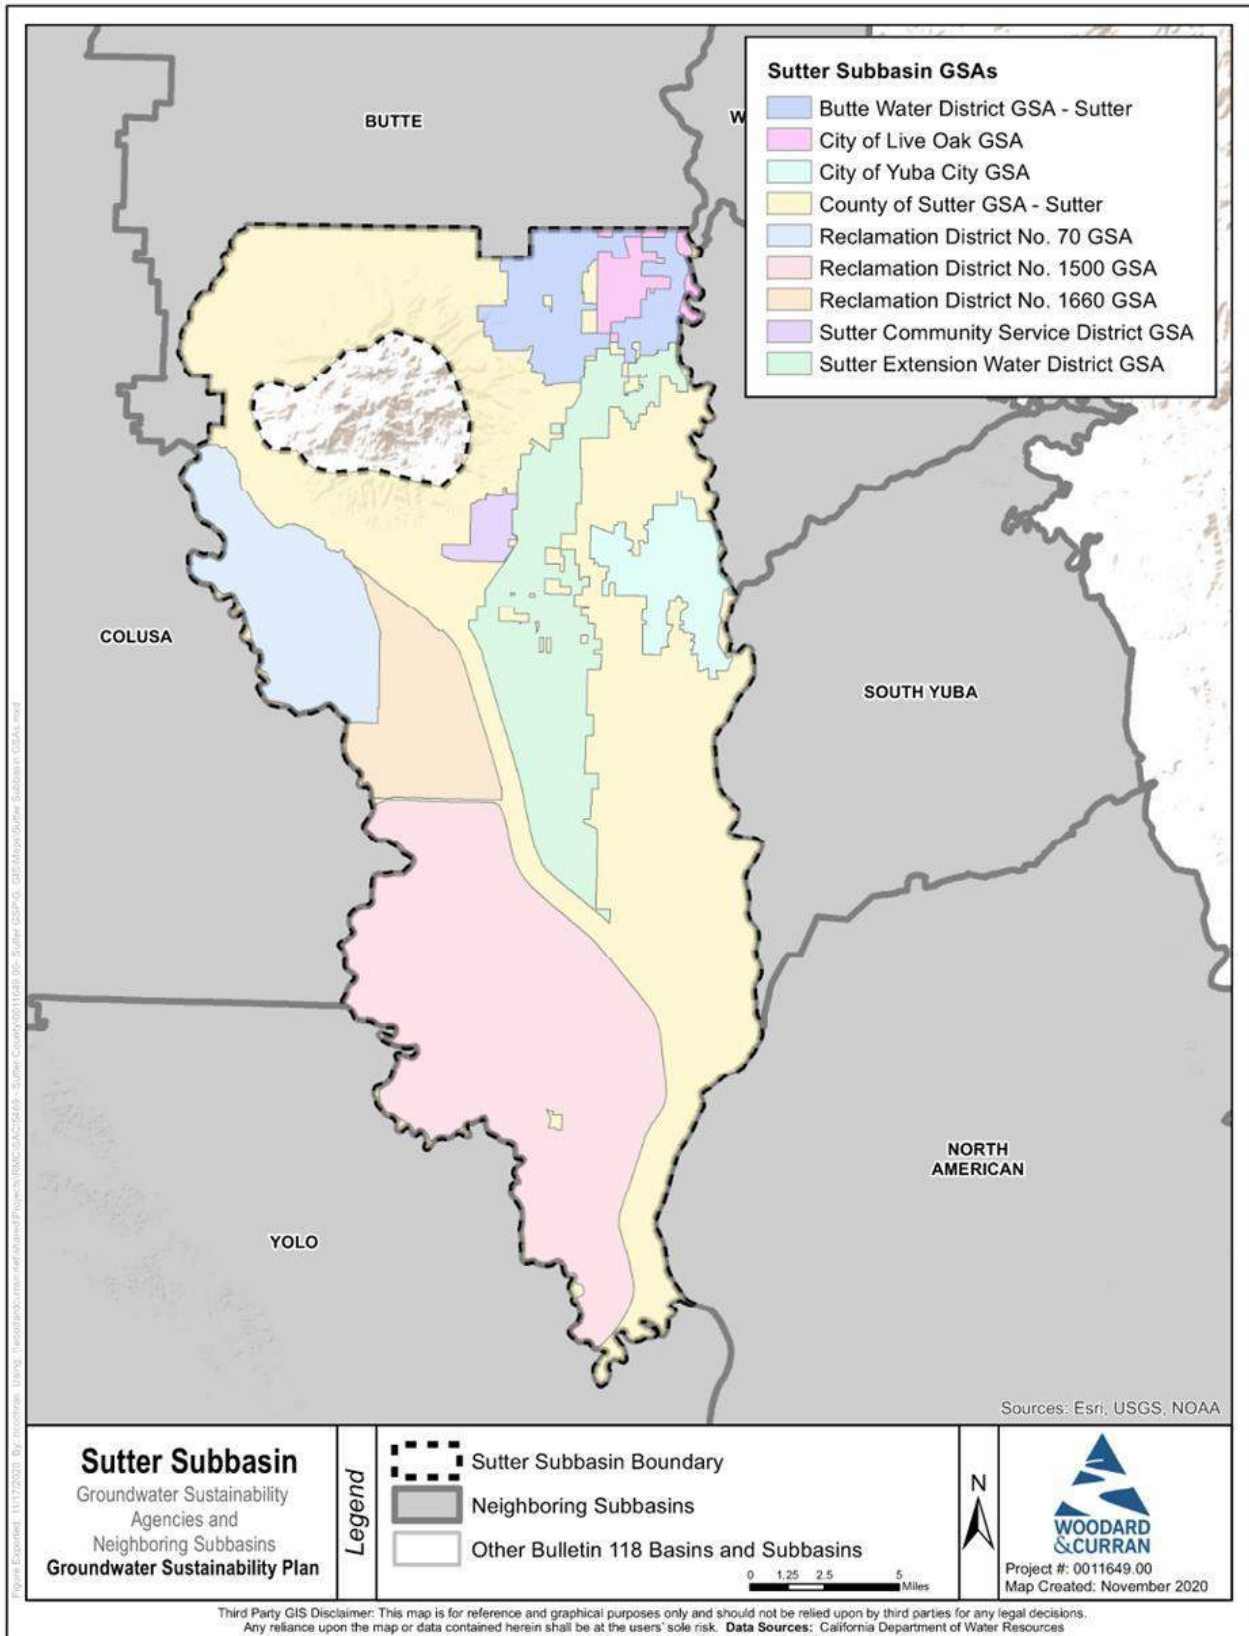 Sutter Subbasin GSAs
Butte Water District GSA - Sutter
City of Live Oak GSA
City of Yuba City GSA
County of Sutter GSA - Sutter
Reclamation District No. 70 GSA
Reclamation District No. 1500 GSA
Reclamation District No. 1660 GSA
Sutter Community Service District GSA
Sutter Extension Water District GSA
BUTTE
W
COLUSA
SOUTH YUBA
NORTH
AMERICAN
YOLO
Sources: Esri, USGS, NOAA
Sutter Subbasin
Groundwater Sustainability
Agencies and
Neighboring Subbasins
Groundwater Sustainability Plan
Legend
Sutter Subbasin Boundary
Neighboring Subbasins
Other Bulletin 118 Basins and Subbasins
0 1.25 2.5 5
Miles
N
WOODARD
&CURRAN
Project #: 0011649.00
Map Created: November 2020
Third Party GIS Disclaimer: This map is for reference and graphical purposes only and should not be relied upon by third parties for any legal decisions.
Any reliance upon the map or data contained herein shall be at the users' sole risk. Data Sources: California Department of Water Resources